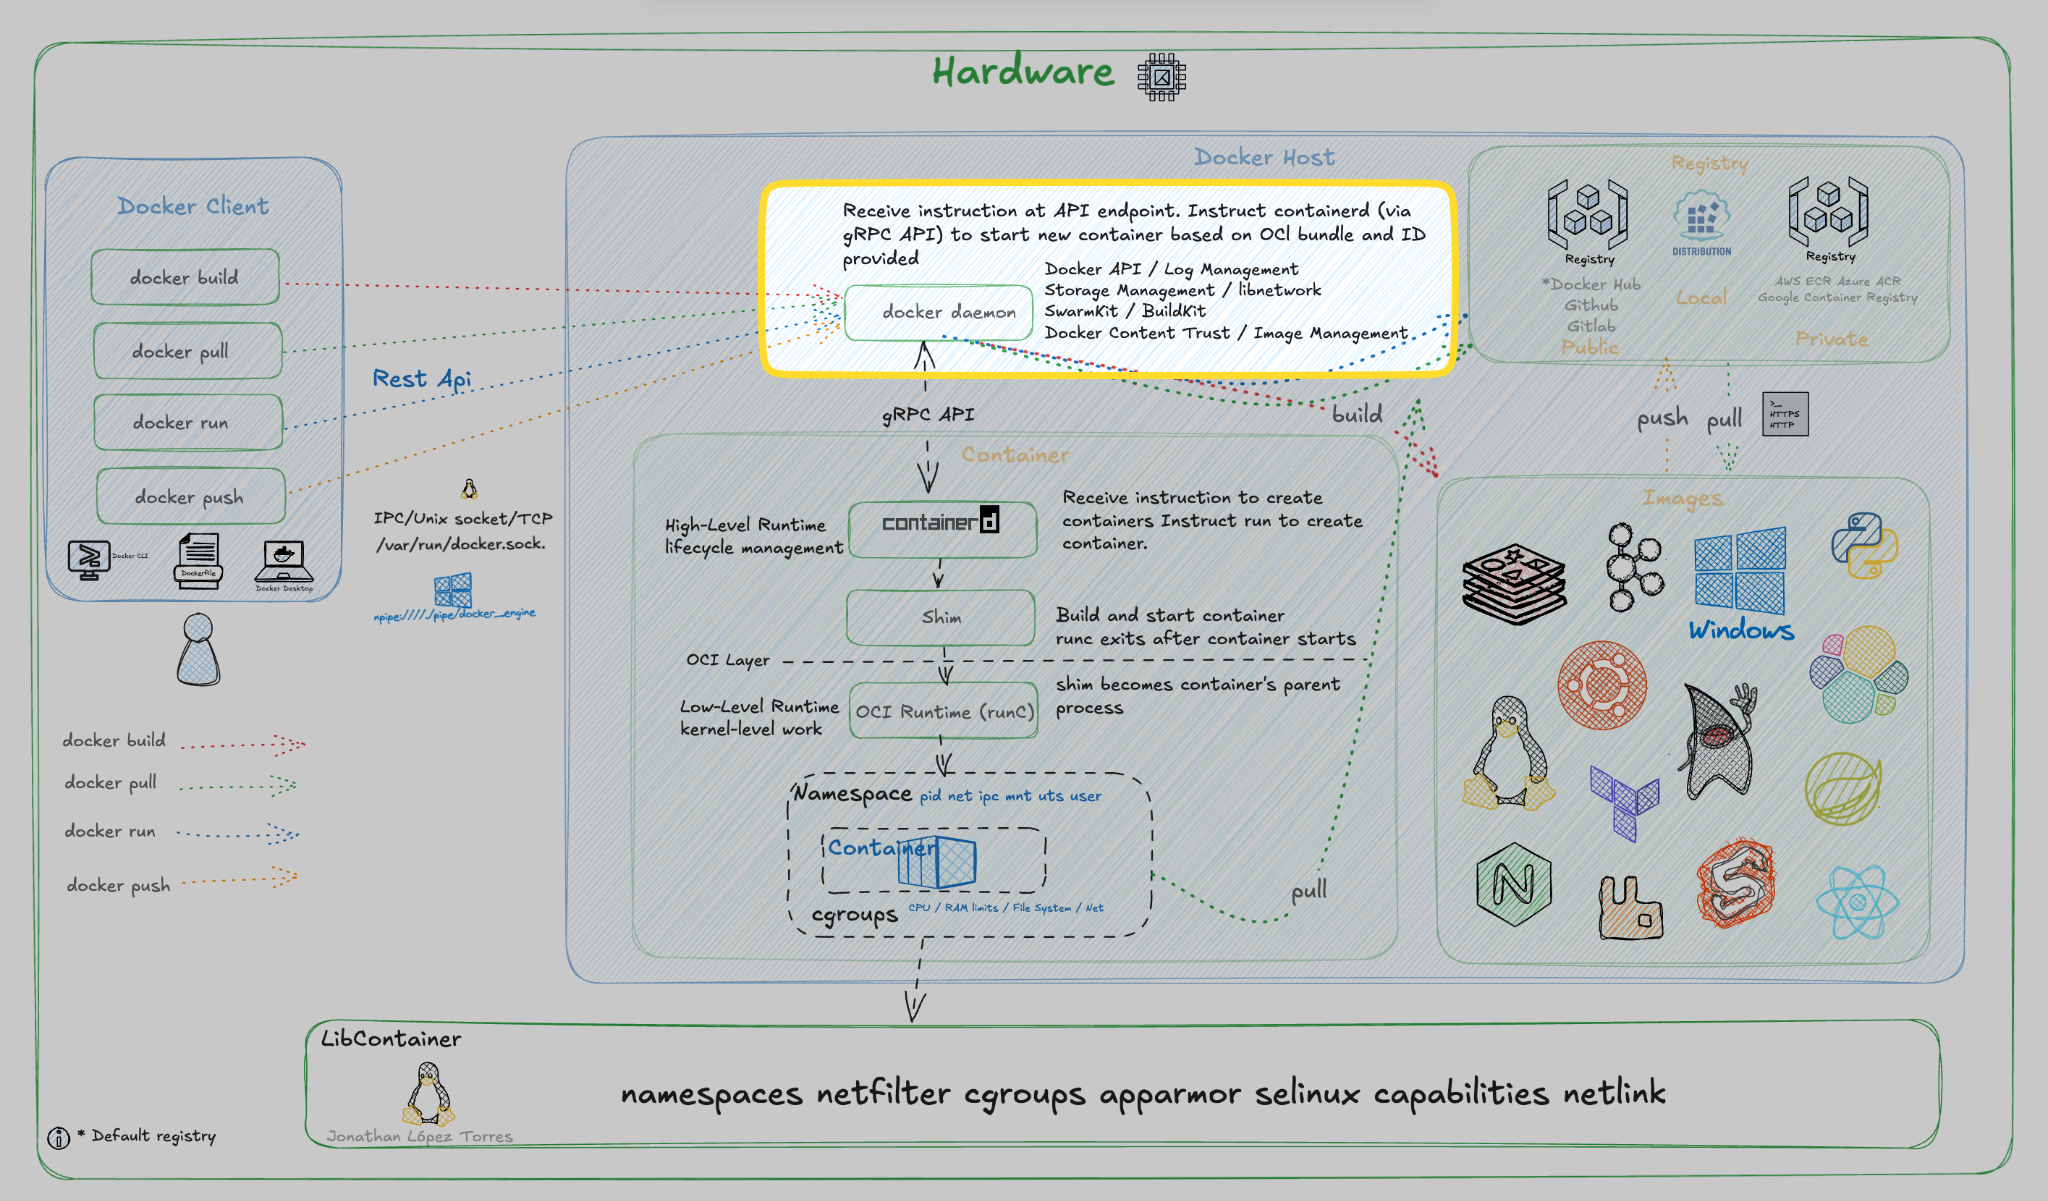 Hardware
Docker Client
docker build
docker pull
docker run
docker push
Docker CLI
Dockerfile
Docker Desktop
Rest Api
IPC/Unix socket/TCP
/var/run/docker.sock.
npipe:////./pipe/docker_engine
docker build
docker pull
docker run
docker push
Docker Host
Receive instruction at API endpoint. Instruct containerd (via
gRPC API) to start new container based on OCI bundle and ID
provided
docker daemon
Docker API / Log Management
Storage Management / libnetwork
SwarmKit / BuildKit
Docker Content Trust / Image Management
gRPC API
build
Container
High-Level Runtime
lifecycle management
containerd
Receive instruction to create
containers Instruct run to create
container.
Shim
Build and start container
runc exits after container starts
OCI Layer
Low-Level Runtime
kernel-level work
OCI Runtime (runC)
shim becomes container's parent
process
Namespace pid net ipc mnt uts user
Container
cgroups CPU / RAM limits / File System / Net
pull
Registry
Registry
DISTRIBUTION
Registry
*Docker Hub
Github
Gitlab
Public
Local
AWS ECR Azure ACR
Google Container Registry
Private
push
pull
>_
HTTPS
HTTP
Images
Windows
LibContainer
Jonathan López Torres
namespaces netfilter cgroups apparmor selinux capabilities netlink
* Default registry